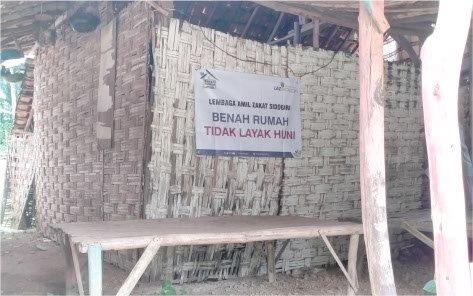 LEMBAGA AMIL ZAKAT SIDOGIRI
BENAH RUMAH
TIDAK LAYAK HUNI